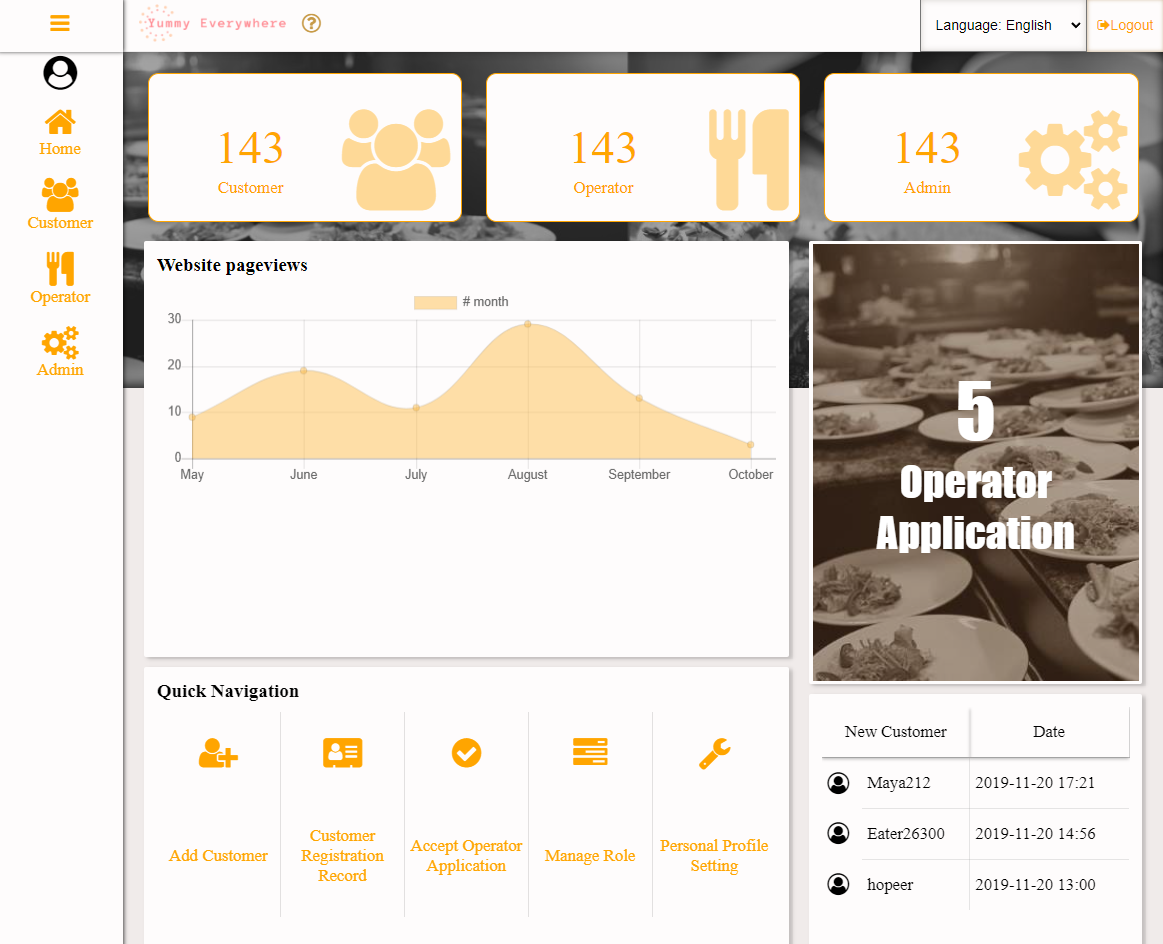 Yummy Everywhere
?
Language: English
Logout
Home
Customer
Operator
Admin
143
Customer
143
Operator
143
Admin
Website pageviews
# month
30
20
10
0
May June July August September October
5
Operator
Application
Quick Navigation
Add Customer
Customer
Registration
Record
Accept Operator
Application
Manage Role
Personal Profile
Setting
New Customer Date
Maya212 2019-11-20 17:21
Eater26300 2019-11-20 14:56
hopeer 2019-11-20 13:00